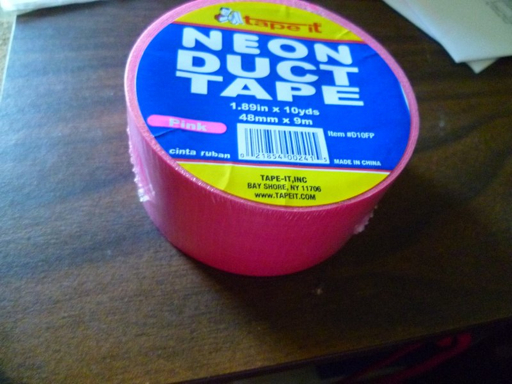 tape it
NEON
DUCT
TAPE
1.89in x 10yds
48mm x 9m
Pink
Item #D10FP
cinta ruban
MADE IN CHINA
TAPE-IT, INC
BAY SHORE, NY 11706
WWW.TAPEIT.COM